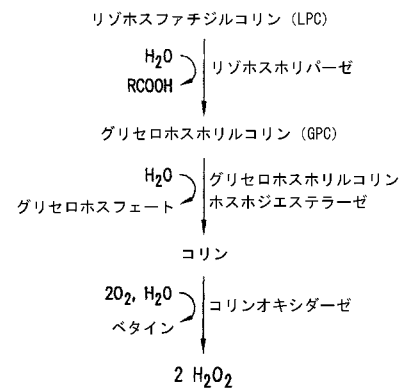 リゾホスファチジルコリン (LPC)
H₂O
RCOOH
リゾホスホリパーゼ
グリセロホスホリルコリン (GPC)
H₂O
グリセロホスフェート
グリセロホスホリルコリン
ホスホジエステラーゼ
コリン
2O₂, H₂O
ベタイン
コリンオキシダーゼ
2 H₂O₂